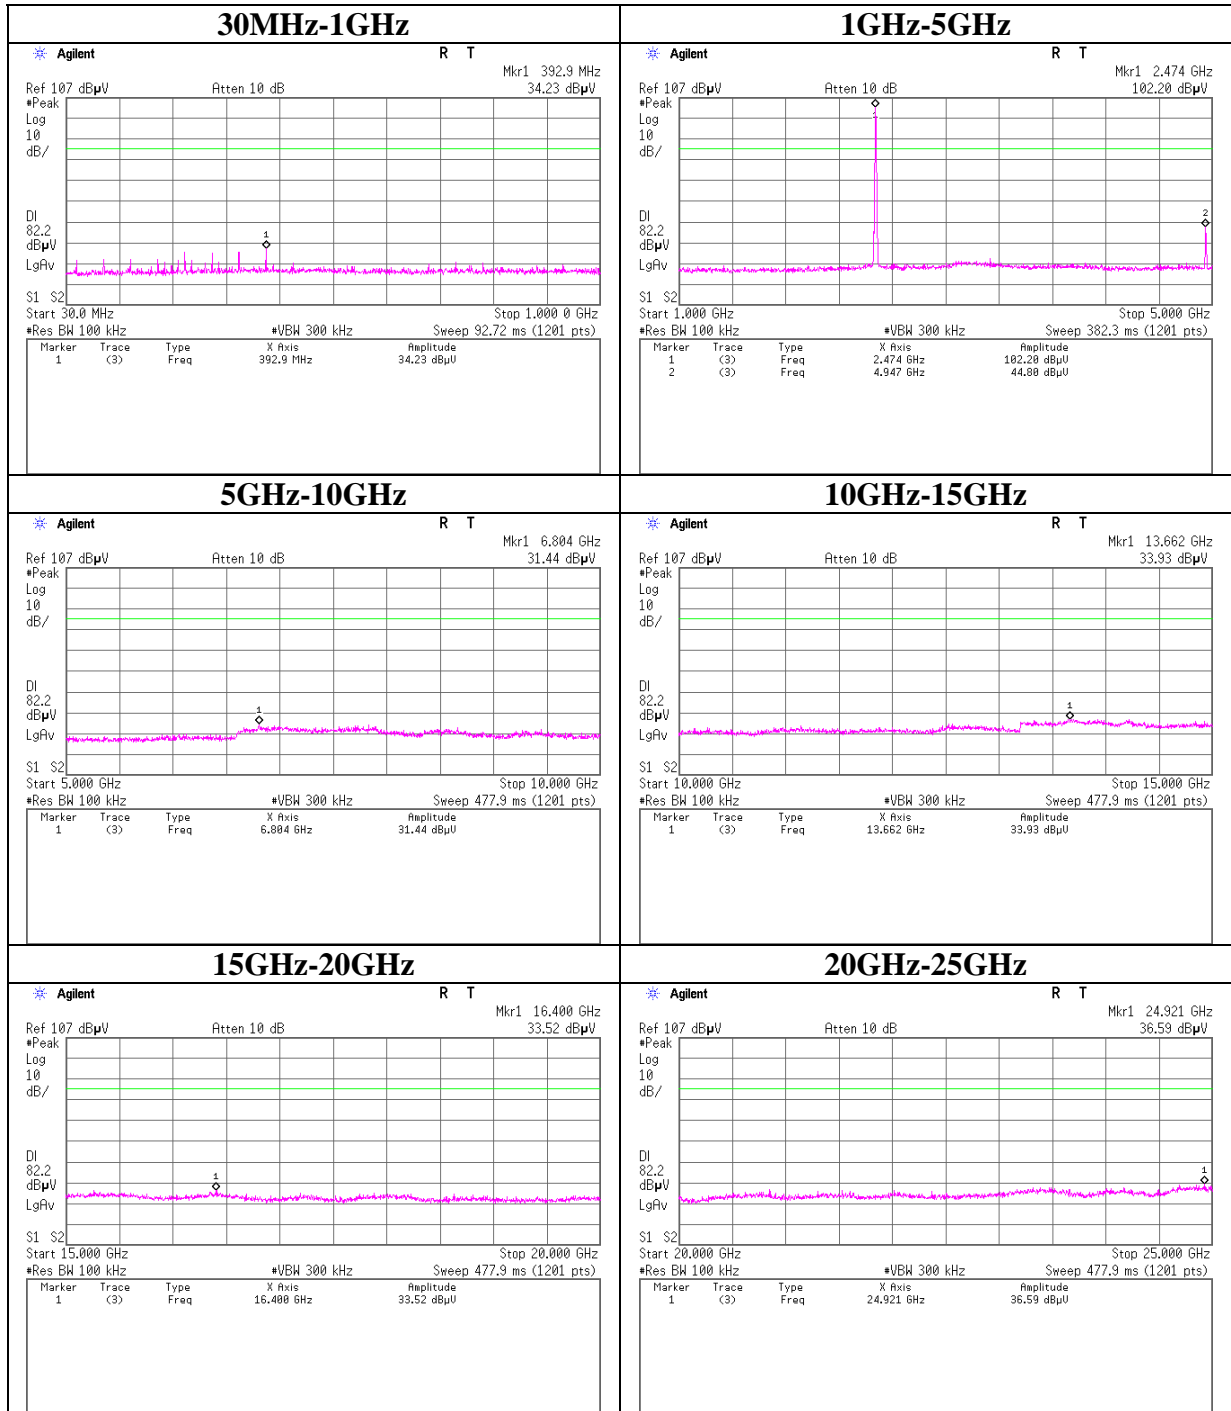 30MHz-1GHz
Agilent R T
Mkr1 392.9 MHz
Ref 107 dBµV Atten 10 dB 34.23 dBµV
#Peak
Log
10
dB/
DI
82.2
dBµV
LgAv
1
S1 S2
Start 30.0 MHz Stop 1.000 0 GHz
#Res BW 100 kHz #VBW 300 kHz Sweep 92.72 ms (1201 pts)
Marker Trace Type X Axis Amplitude
1 (3) Freq 392.9 MHz 34.23 dBµV
1GHz-5GHz
Agilent R T
Mkr1 2.474 GHz
Ref 107 dBµV Atten 10 dB 102.20 dBµV
#Peak
Log
10
dB/
1
DI
82.2
dBµV
LgAv
2
S1 S2
Start 1.000 GHz Stop 5.000 GHz
#Res BW 100 kHz #VBW 300 kHz Sweep 382.3 ms (1201 pts)
Marker Trace Type X Axis Amplitude
1 (3) Freq 2.474 GHz 102.20 dBµV
2 (3) Freq 4.947 GHz 44.80 dBµV
5GHz-10GHz
Agilent R T
Mkr1 6.804 GHz
Ref 107 dBµV Atten 10 dB 31.44 dBµV
#Peak
Log
10
dB/
DI
82.2
dBµV
LgAv
1
S1 S2
Start 5.000 GHz Stop 10.000 GHz
#Res BW 100 kHz #VBW 300 kHz Sweep 477.9 ms (1201 pts)
Marker Trace Type X Axis Amplitude
1 (3) Freq 6.804 GHz 31.44 dBµV
10GHz-15GHz
Agilent R T
Mkr1 13.662 GHz
Ref 107 dBµV Atten 10 dB 33.93 dBµV
#Peak
Log
10
dB/
DI
82.2
dBµV
LgAv
1
S1 S2
Start 10.000 GHz Stop 15.000 GHz
#Res BW 100 kHz #VBW 300 kHz Sweep 477.9 ms (1201 pts)
Marker Trace Type X Axis Amplitude
1 (3) Freq 13.662 GHz 33.93 dBµV
15GHz-20GHz
Agilent R T
Mkr1 16.400 GHz
Ref 107 dBµV Atten 10 dB 33.52 dBµV
#Peak
Log
10
dB/
DI
82.2
dBµV
LgAv
1
S1 S2
Start 15.000 GHz Stop 20.000 GHz
#Res BW 100 kHz #VBW 300 kHz Sweep 477.9 ms (1201 pts)
Marker Trace Type X Axis Amplitude
1 (3) Freq 16.400 GHz 33.52 dBµV
20GHz-25GHz
Agilent R T
Mkr1 24.921 GHz
Ref 107 dBµV Atten 10 dB 36.59 dBµV
#Peak
Log
10
dB/
DI
82.2
dBµV
LgAv
1
S1 S2
Start 20.000 GHz Stop 25.000 GHz
#Res BW 100 kHz #VBW 300 kHz Sweep 477.9 ms (1201 pts)
Marker Trace Type X Axis Amplitude
1 (3) Freq 24.921 GHz 36.59 dBµV